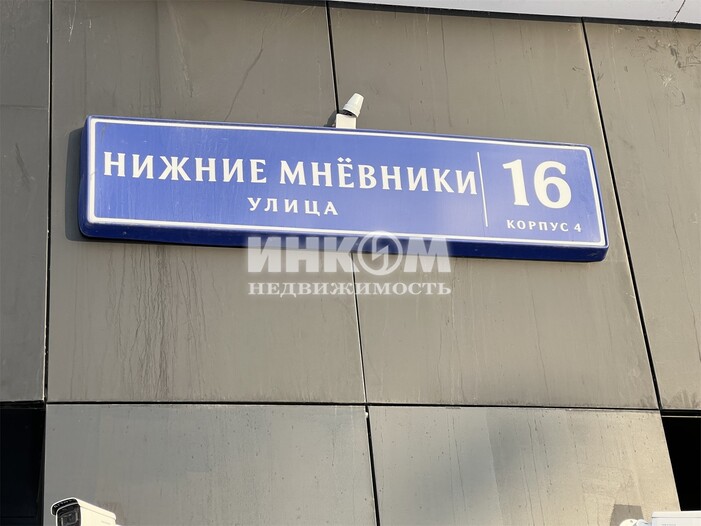 НИЖНИЕ МНЁВНИКИ
УЛИЦА
16
КОРПУС 4
ИНКОМ
НЕДВИЖИМОСТЬ